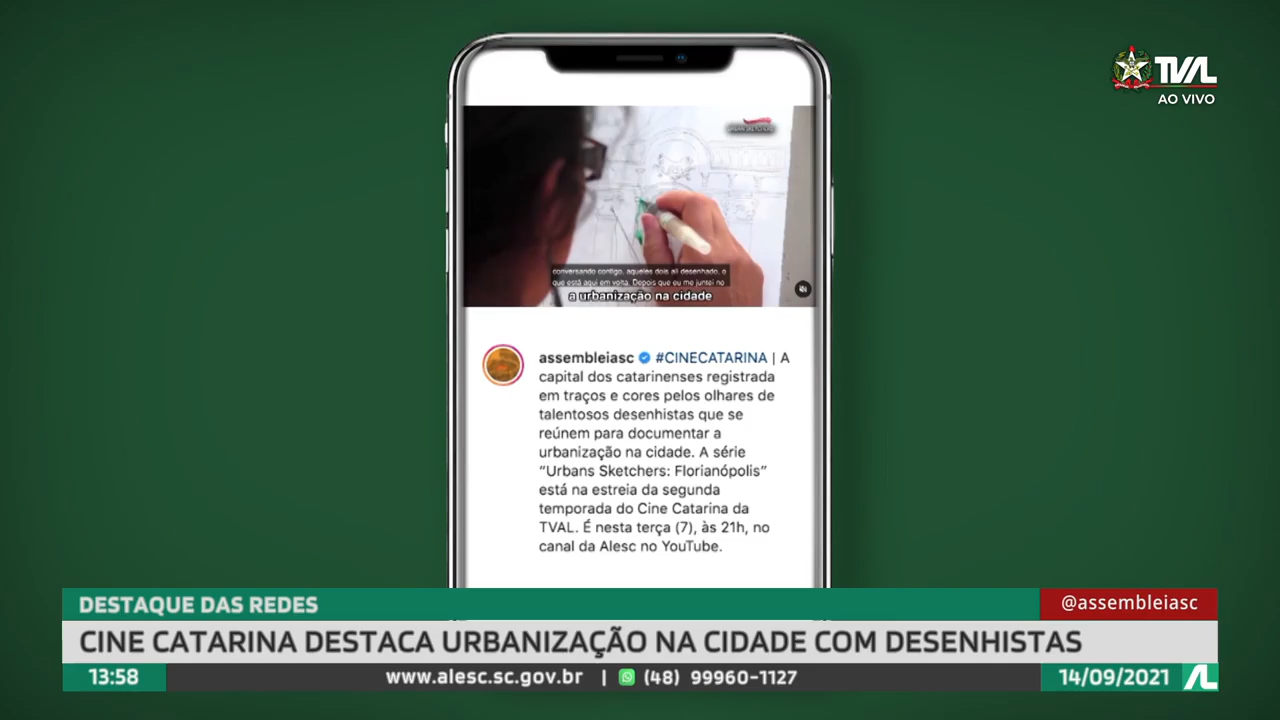 TVAL
AO VIVO
conversando contigo, aqueles dois ali desenhado, o
que está aqui em volta. Depois que eu me juntei no
a urbanização na cidade
assembleiasc #CINECATARINA | A
capital dos catarinenses registrada
em traços e cores pelos olhares de
talentosos desenhistas que se
reúnem para documentar a
urbanização na cidade. A série
“Urbans Sketchers: Florianópolis”
está na estreia da segunda
temporada do Cine Catarina da
TVAL. É nesta terça (7), às 21h, no
canal da Alesc no YouTube.
DESTAQUE DAS REDES
@assembleiasc
CINE CATARINA DESTACA URBANIZAÇÃO NA CIDADE COM DESENHISTAS
13:58
www.alesc.sc.gov.br | (48) 99960-1127
14/09/2021
AL